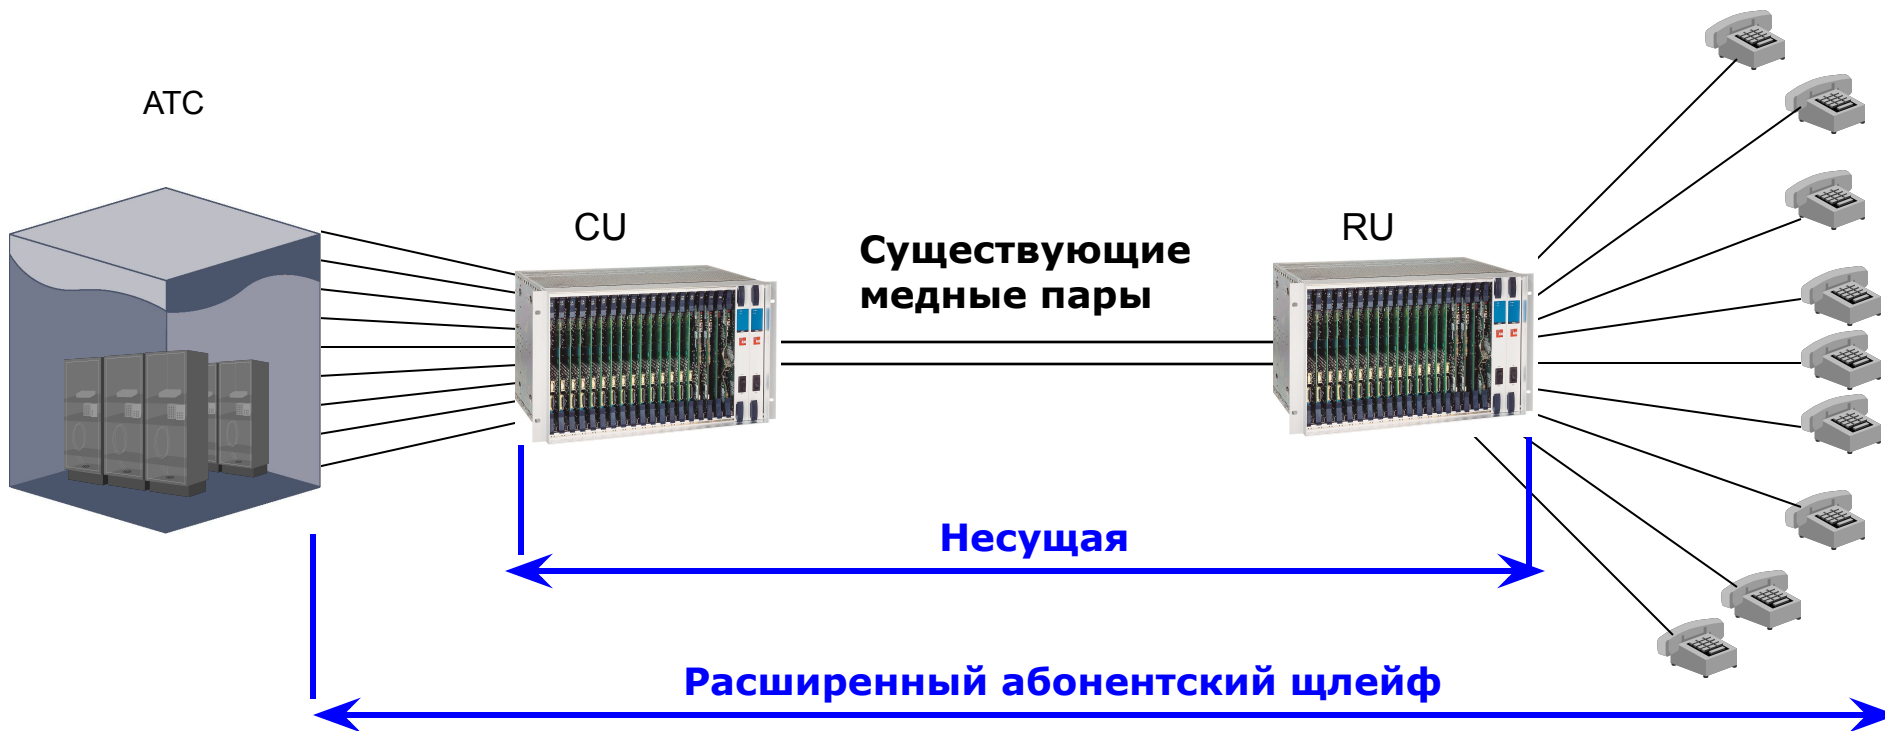 АТС
CU
RU
Существующие
медные пары
Несущая
Расширенный абонентский щлейф